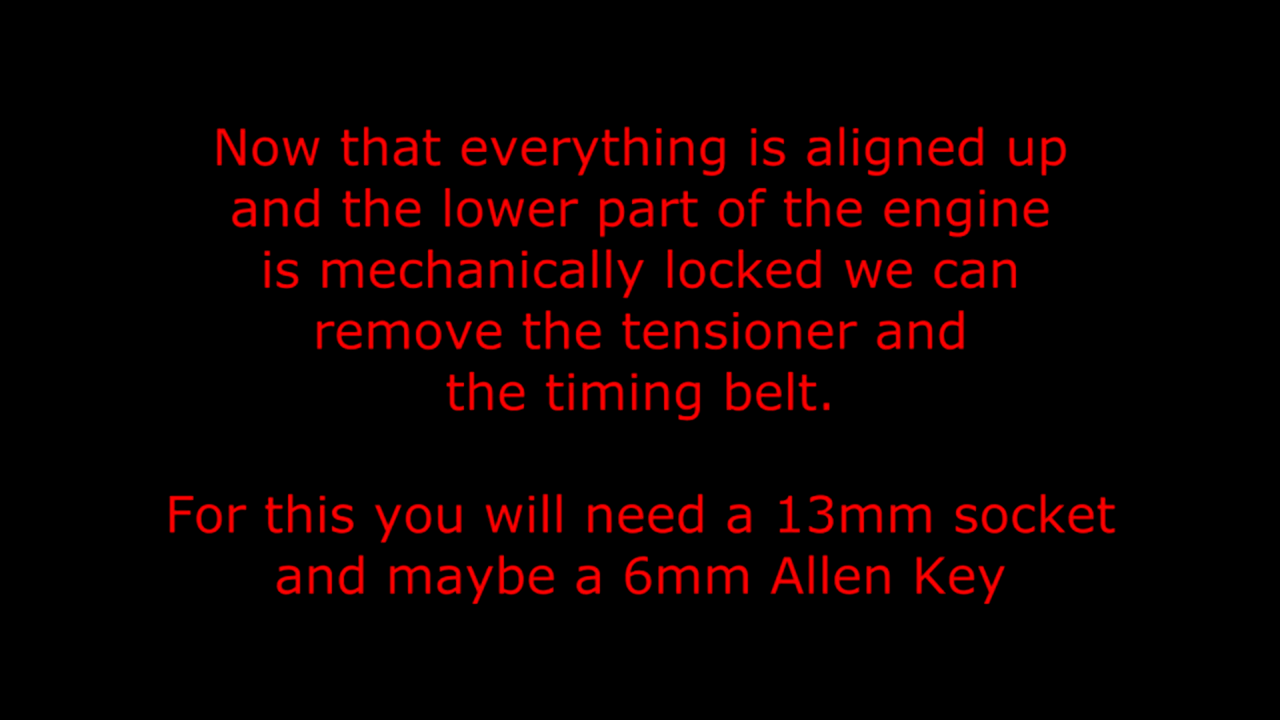 Now that everything is aligned up
and the lower part of the engine
is mechanically locked we can
remove the tensioner and
the timing belt.
For this you will need a 13mm socket
and maybe a 6mm Allen Key